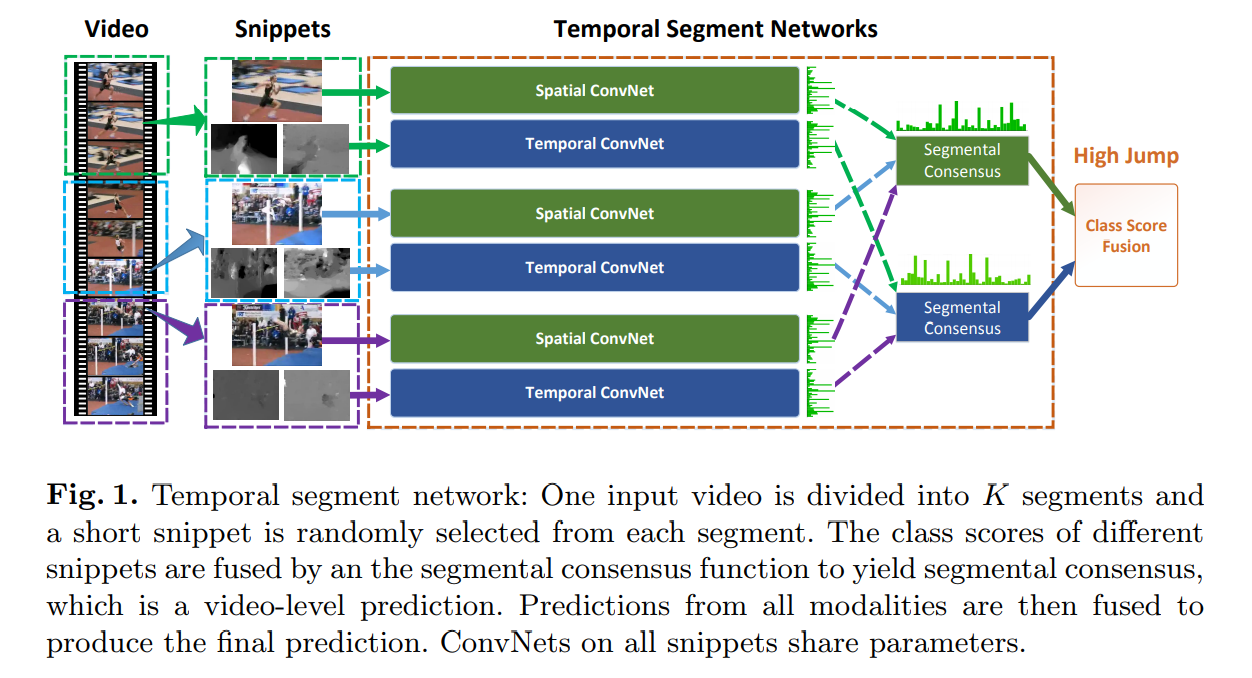 Video
Snippets
Temporal Segment Networks
Spatial ConvNet
Temporal ConvNet
Spatial ConvNet
Temporal ConvNet
Spatial ConvNet
Temporal ConvNet
Segmental
Consensus
Segmental
Consensus
High Jump
Class Score
Fusion
Fig. 1. Temporal segment network: One input video is divided into K segments and
a short snippet is randomly selected from each segment. The class scores of different
snippets are fused by an the segmental consensus function to yield segmental consensus,
which is a video-level prediction. Predictions from all modalities are then fused to
produce the final prediction. ConvNets on all snippets share parameters.